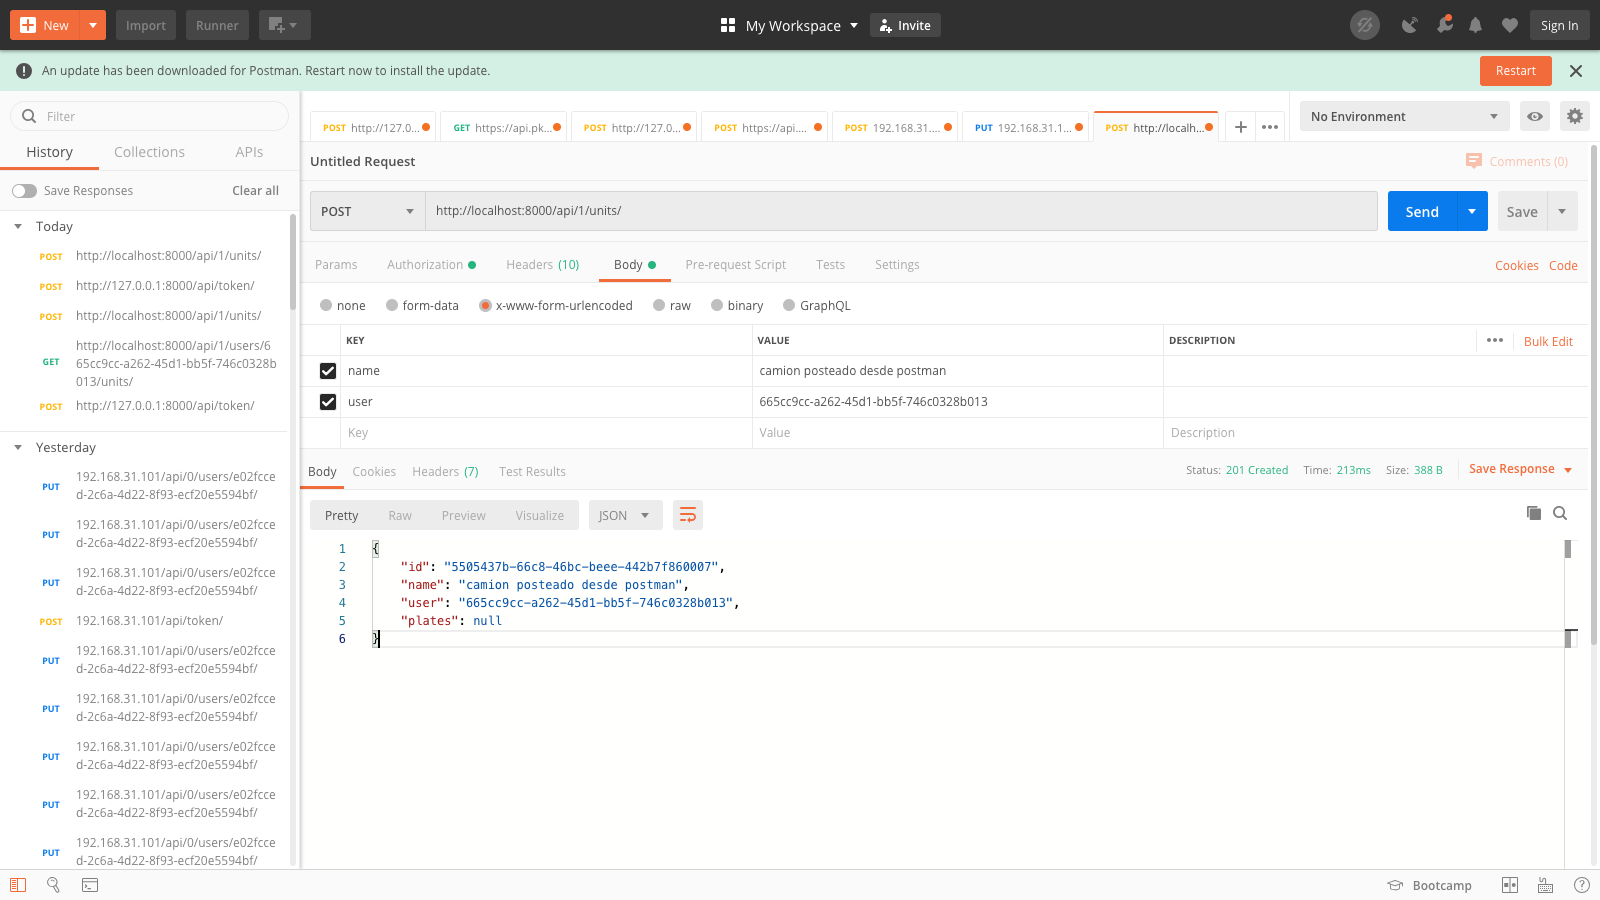 New
Import
Runner
My Workspace
Invite
Sign In
An update has been downloaded for Postman. Restart now to install the update.
Restart
Filter
History Collections APIs
Save Responses Clear all
Today
POST http://localhost:8000/api/1/units/
POST http://127.0.0.1:8000/api/token/
POST http://localhost:8000/api/1/units/
GET http://localhost:8000/api/1/users/6
65cc9cc-a262-45d1-bb5f-746c0328b
013/units/
POST http://127.0.0.1:8000/api/token/
Yesterday
PUT 192.168.31.101/api/0/users/e02fcce
d-2c6a-4d22-8f93-ecf20e5594bf/
PUT 192.168.31.101/api/0/users/e02fcce
d-2c6a-4d22-8f93-ecf20e5594bf/
PUT 192.168.31.101/api/0/users/e02fcce
d-2c6a-4d22-8f93-ecf20e5594bf/
POST 192.168.31.101/api/token/
PUT 192.168.31.101/api/0/users/e02fcce
d-2c6a-4d22-8f93-ecf20e5594bf/
PUT 192.168.31.101/api/0/users/e02fcce
d-2c6a-4d22-8f93-ecf20e5594bf/
PUT 192.168.31.101/api/0/users/e02fcce
d-2c6a-4d22-8f93-ecf20e5594bf/
PUT 192.168.31.101/api/0/users/e02fcce
d-2c6a-4d22-8f93-ecf20e5594bf/
PUT 192.168.31.101/api/0/users/e02fcce
d-2c6a-4d22-8f93-ecf20e5594bf/
POST http://127.0...
GET https://api.pk...
POST http://127.0...
POST https://api....
POST 192.168.31....
PUT 192.168.31.1...
POST http://localh...
No Environment
Untitled Request
Comments (0)
POST http://localhost:8000/api/1/units/
Send
Save
Params Authorization Headers (10) Body Pre-request Script Tests Settings
Cookies Code
none form-data x-www-form-urlencoded raw binary GraphQL
KEY VALUE DESCRIPTION
Bulk Edit
name camion posteado desde postman
user 665cc9cc-a262-45d1-bb5f-746c0328b013
Key Value Description
Body Cookies Headers (7) Test Results
Status: 201 Created Time: 213ms Size: 388 B
Save Response
Pretty Raw Preview Visualize JSON
1 {
2 "id": "5505437b-66c8-46bc-beee-442b7f860007",
3 "name": "camion posteado desde postman",
4 "user": "665cc9cc-a262-45d1-bb5f-746c0328b013",
5 "plates": null
6 }
Bootcamp